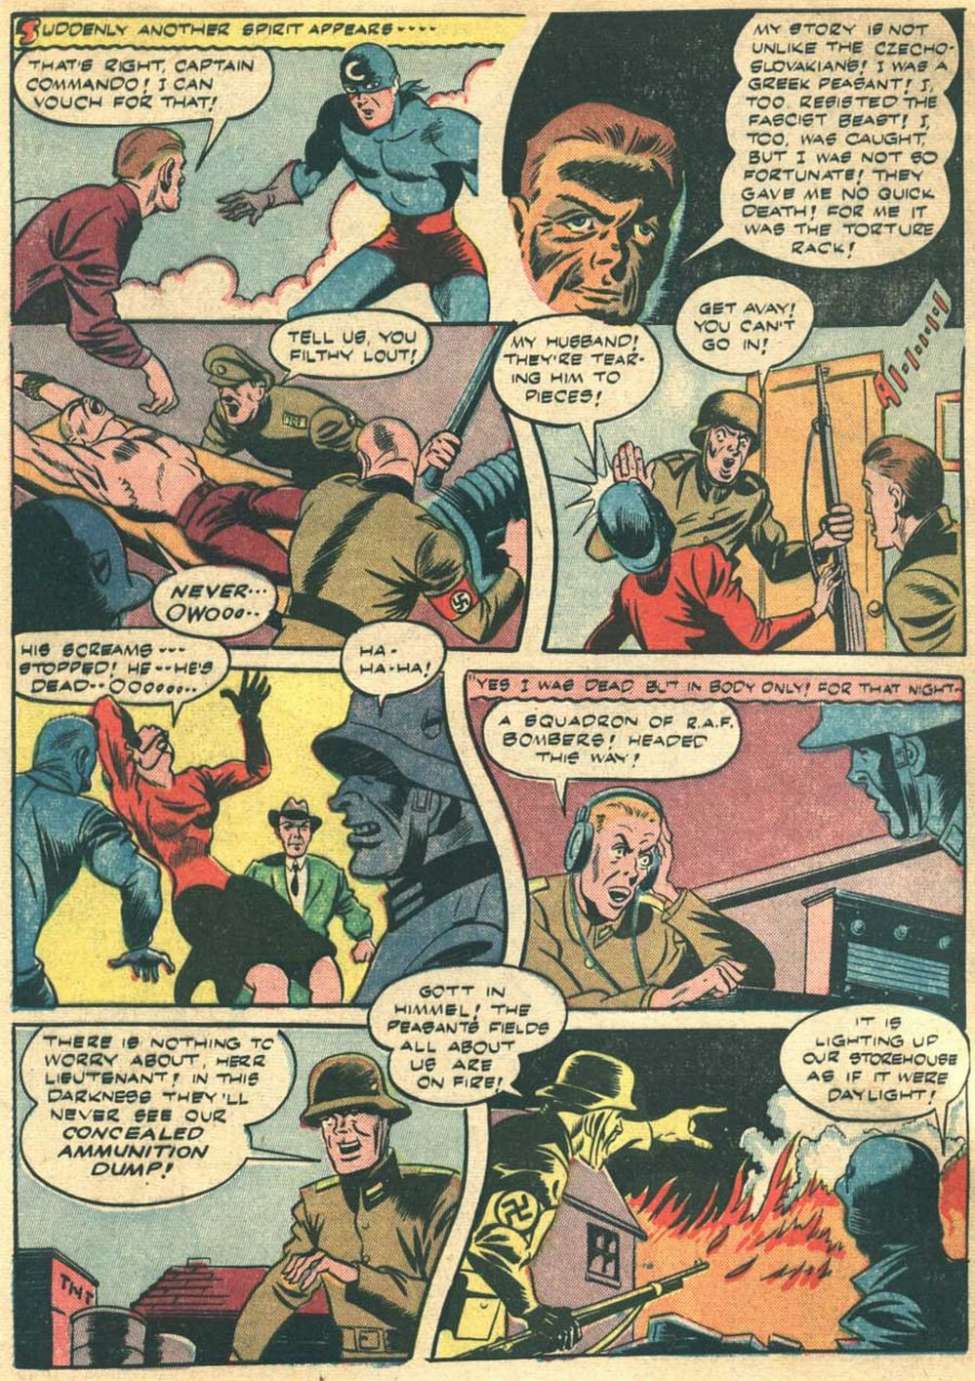 SUDDENLY ANOTHER SPIRIT APPEARS----
THAT'S RIGHT, CAPTAIN
COMMANDO! I CAN
VOUCH FOR THAT!
MY STORY IS NOT
UNLIKE THE CZECHO-
SLOVAKIANS! I WAS A
GREEK PEASANT! I,
TOO, RESISTED THE
FASCIST BEAST! I,
TOO, WAS CAUGHT,
BUT I WAS NOT SO
FORTUNATE! THEY
GAVE ME NO QUICK
DEATH! FOR ME IT
WAS THE TORTURE
RACK!
TELL US, YOU
FILTHY LOUT!
NEVER---
OWOOO--
MY HUSBAND!
THEY'RE TEAR-
ING HIM TO
PIECES!
GET AVAY!
YOU CAN'T
GO IN!
AI-I-I-I-I-I
HIS SCREAMS ---
STOPPED! HE--HE'S
DEAD--OOOOOO--
HA-
HA-HA!
"YES I WAS DEAD BUT IN BODY ONLY! FOR THAT NIGHT-
A SQUADRON OF R.A.F.
BOMBERS! HEADED
THIS WAY!
THERE IS NOTHING TO
WORRY ABOUT, HERR
LIEUTENANT! IN THIS
DARKNESS THEY'LL
NEVER SEE OUR
CONCEALED
AMMUNITION
DUMP!
TNT
GOTT IN
HIMMEL! THE
PEASANTS FIELDS
ALL ABOUT
US ARE
ON FIRE!
IT IS
LIGHTING UP
OUR STOREHOUSE
AS IF IT WERE
DAYLIGHT!